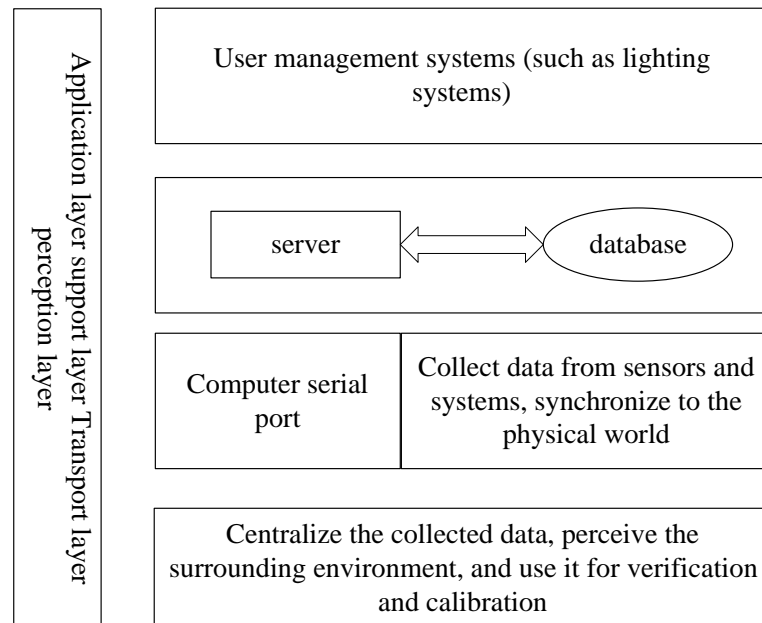 Application layer support layer Transport layer
perception layer
User management systems (such as lighting
systems)
server
database
Computer serial
port
Collect data from sensors and
systems, synchronize to the
physical world
Centralize the collected data, perceive the
surrounding environment, and use it for verification
and calibration